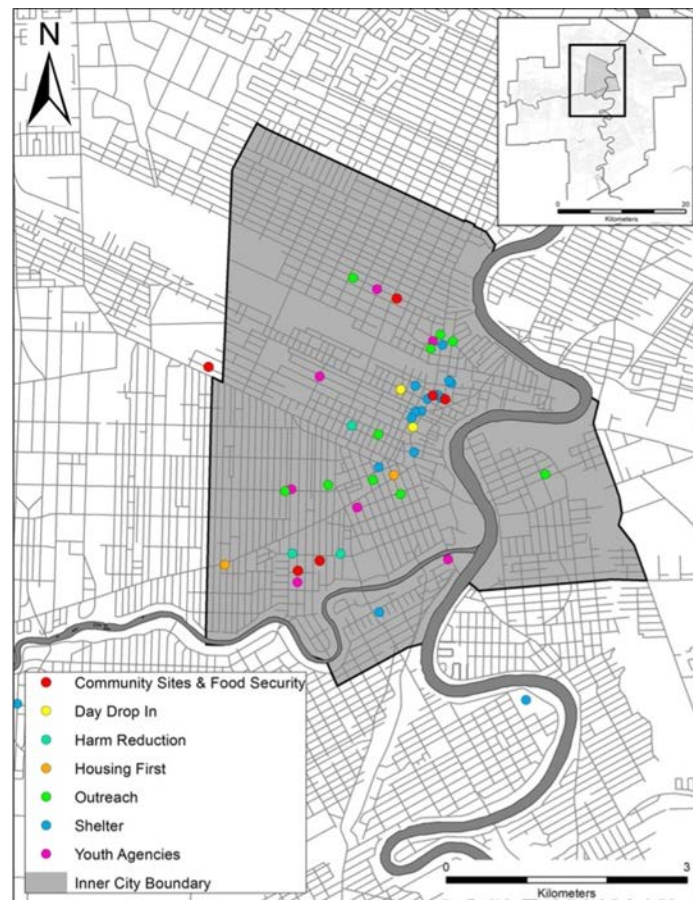 N
0 20
Kilometers
Community Sites & Food Security
Day Drop In
Harm Reduction
Housing First
Outreach
Shelter
Youth Agencies
Inner City Boundary
0 3
Kilometers